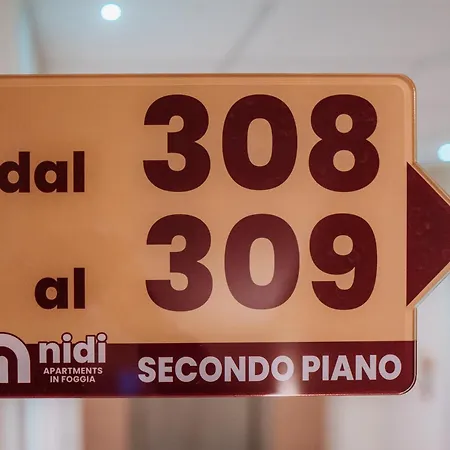 dal 308
al 309
nidi
APARTMENTS
IN FOGGIA
SECONDO PIANO